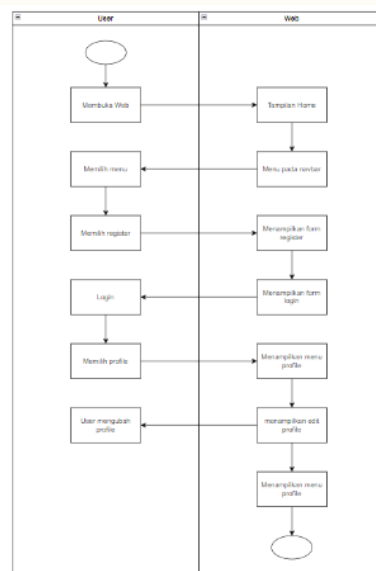 User
Web
Membuka Web
Tampilan Home
Memilih menu
Menu pada navbar
Memilih register
Menampilkan form
register
Login
Menampilkan form
login
Memilih profile
Menampilkan menu
profile
User mengubah
profile
menampilkan edit
profile
Menampilkan menu
profile